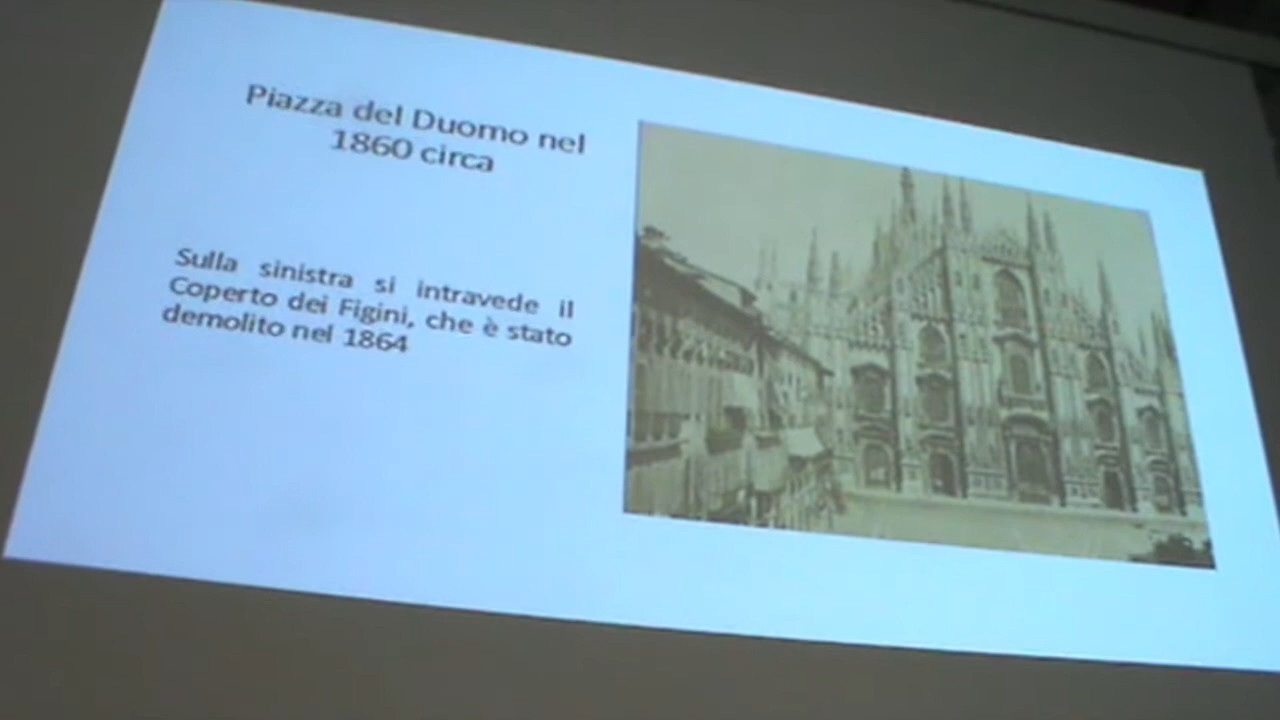 Piazza del Duomo nel
1860 circa
Sulla sinistra si intravede il
Coperto dei Figini, che è stato
demolito nel 1864